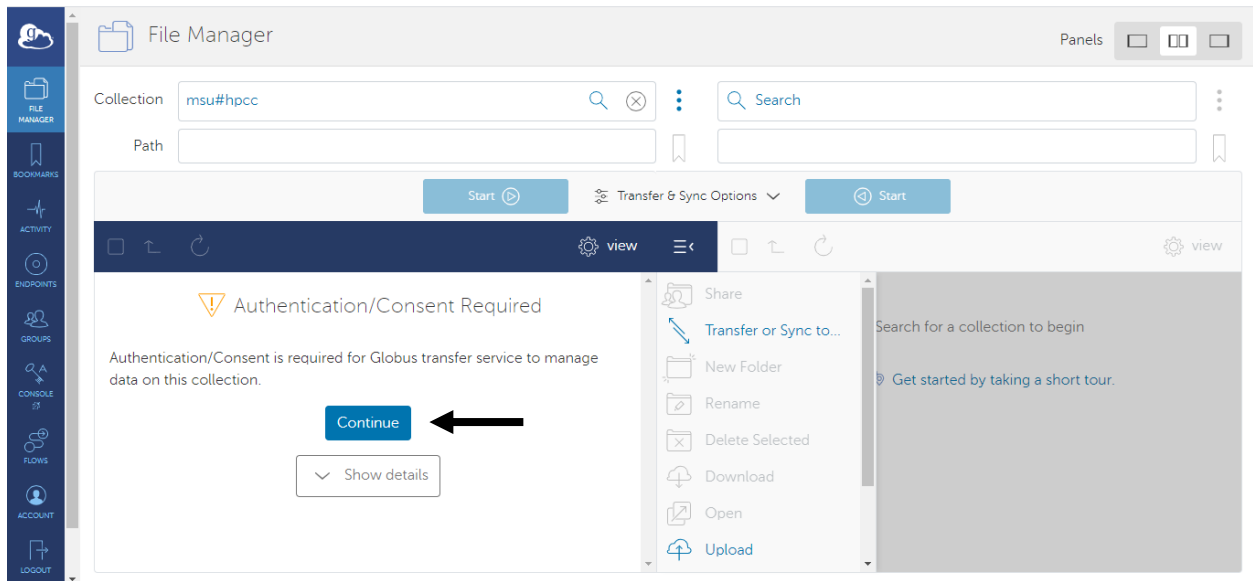 File Manager
Panels
FILE
MANAGER
BOOKMARKS
ACTIVITY
ENDPOINTS
GROUPS
CONSOLE
FLOWS
ACCOUNT
LOGOUT
Collection msu#hpcc
Search
Path
Start
Transfer & Sync Options
Start
view
view
Authentication/Consent Required
Authentication/Consent is required for Globus transfer service to manage
data on this collection.
Continue
Show details
Share
Transfer or Sync to...
New Folder
Rename
Delete Selected
Download
Open
Upload
Search for a collection to begin
Get started by taking a short tour.